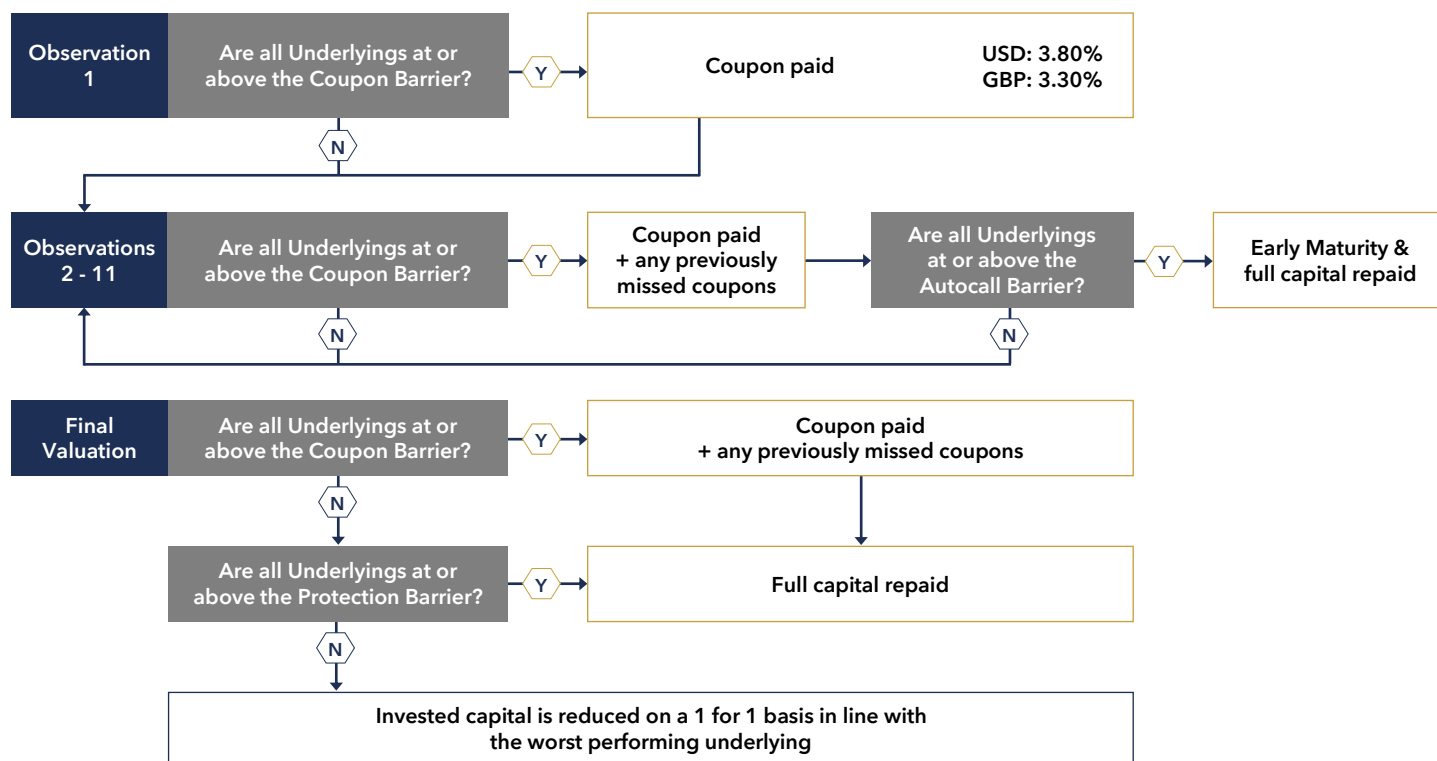 Observation
1
Are all Underlyings at or
above the Coupon Barrier?
Y
Coupon paid
USD: 3.80%
GBP: 3.30%
N
Observations
2 - 11
Are all Underlyings at or
above the Coupon Barrier?
Y
Coupon paid
+ any previously
missed coupons
Are all Underlyings
at or above the
Autocall Barrier?
Y
Early Maturity &
full capital repaid
N
N
Final
Valuation
Are all Underlyings at or
above the Coupon Barrier?
Y
Coupon paid
+ any previously missed coupons
N
Are all Underlyings at or
above the Protection Barrier?
Y
Full capital repaid
N
Invested capital is reduced on a 1 for 1 basis in line with
the worst performing underlying